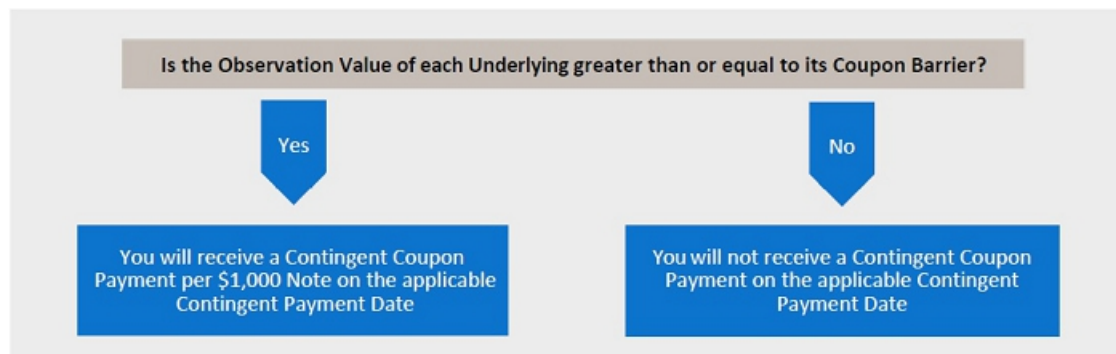 Is the Observation Value of each Underlying greater than or equal to its Coupon Barrier?
Yes
No
You will receive a Contingent Coupon
Payment per $1,000 Note on the applicable
Contingent Payment Date
You will not receive a Contingent Coupon
Payment on the applicable Contingent
Payment Date